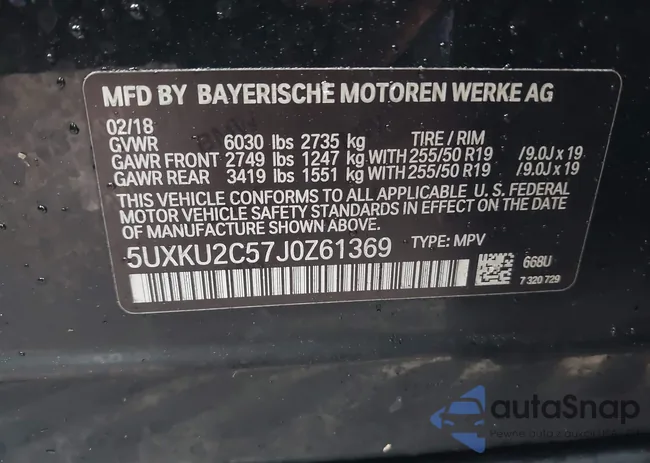 MFD BY BAYERISCHE MOTOREN WERKE AG
02/18
GVWR 6030 lbs 2735 kg TIRE / RIM
GAWR FRONT 2749 lbs 1247 kg WITH 255/50 R19 /9.0J x 19
GAWR REAR 3419 lbs 1551 kg WITH 255/50 R19 /9.0J x 19
THIS VEHICLE CONFORMS TO ALL APPLICABLE U. S. FEDERAL
MOTOR VEHICLE SAFETY STANDARDS IN EFFECT ON THE DATE
OF MANUFACTURE SHOWN ABOVE.
5UXKU2C57J0Z61369 TYPE: MPV
668U
7 320 729
autoSnap
Pewne auta z